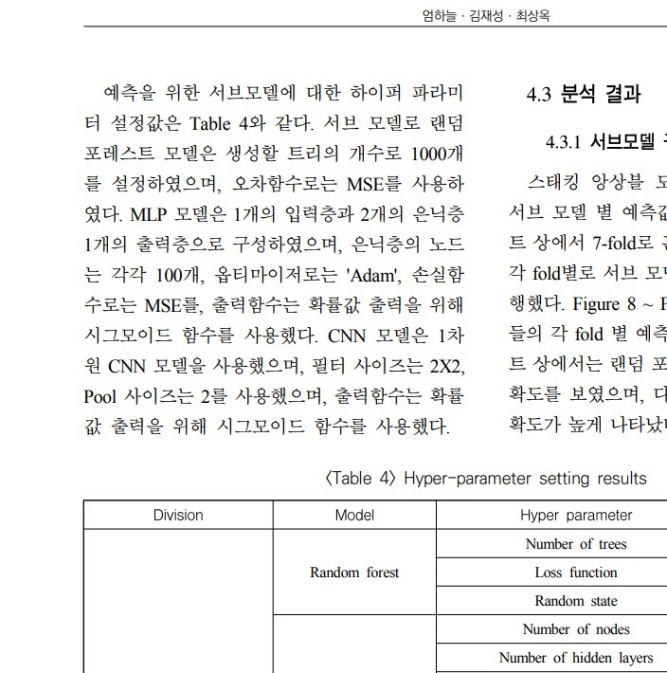 엄하늘 · 김재성 · 최상옥
예측을 위한 서브모델에 대한 하이퍼 파라미
터 설정값은 Table 4와 같다. 서브 모델로 랜덤
포레스트 모델은 생성할 트리의 개수로 1000개
를 설정하였으며, 오차함수로는 MSE를 사용하
였다. MLP 모델은 1개의 입력층과 2개의 은닉층
1개의 출력층으로 구성하였으며, 은닉층의 노드
는 각각 100개, 옵티마이저로는 'Adam', 손실함
수로는 MSE를, 출력함수는 확률값 출력을 위해
시그모이드 함수를 사용했다. CNN 모델은 1차
원 CNN 모델을 사용했으며, 필터 사이즈는 2X2,
Pool 사이즈는 2를 사용했으며, 출력함수는 확률
값 출력을 위해 시그모이드 함수를 사용했다.
4.3 분석 결과
4.3.1 서브모델
스태킹 앙상블
서브 모델 별 예측값
트 상에서 7-fold로
각 fold별로 서브
행했다. Figure 8 ~
들의 각 fold 별 예측
트 상에서는 랜덤 포
확도를 보였으며, 다
확도가 높게 나타났
〈Table 4〉 Hyper-parameter setting results
Division Model Hyper parameter
Random forest
Number of trees
Loss function
Random state
Number of nodes
Number of hidden layers